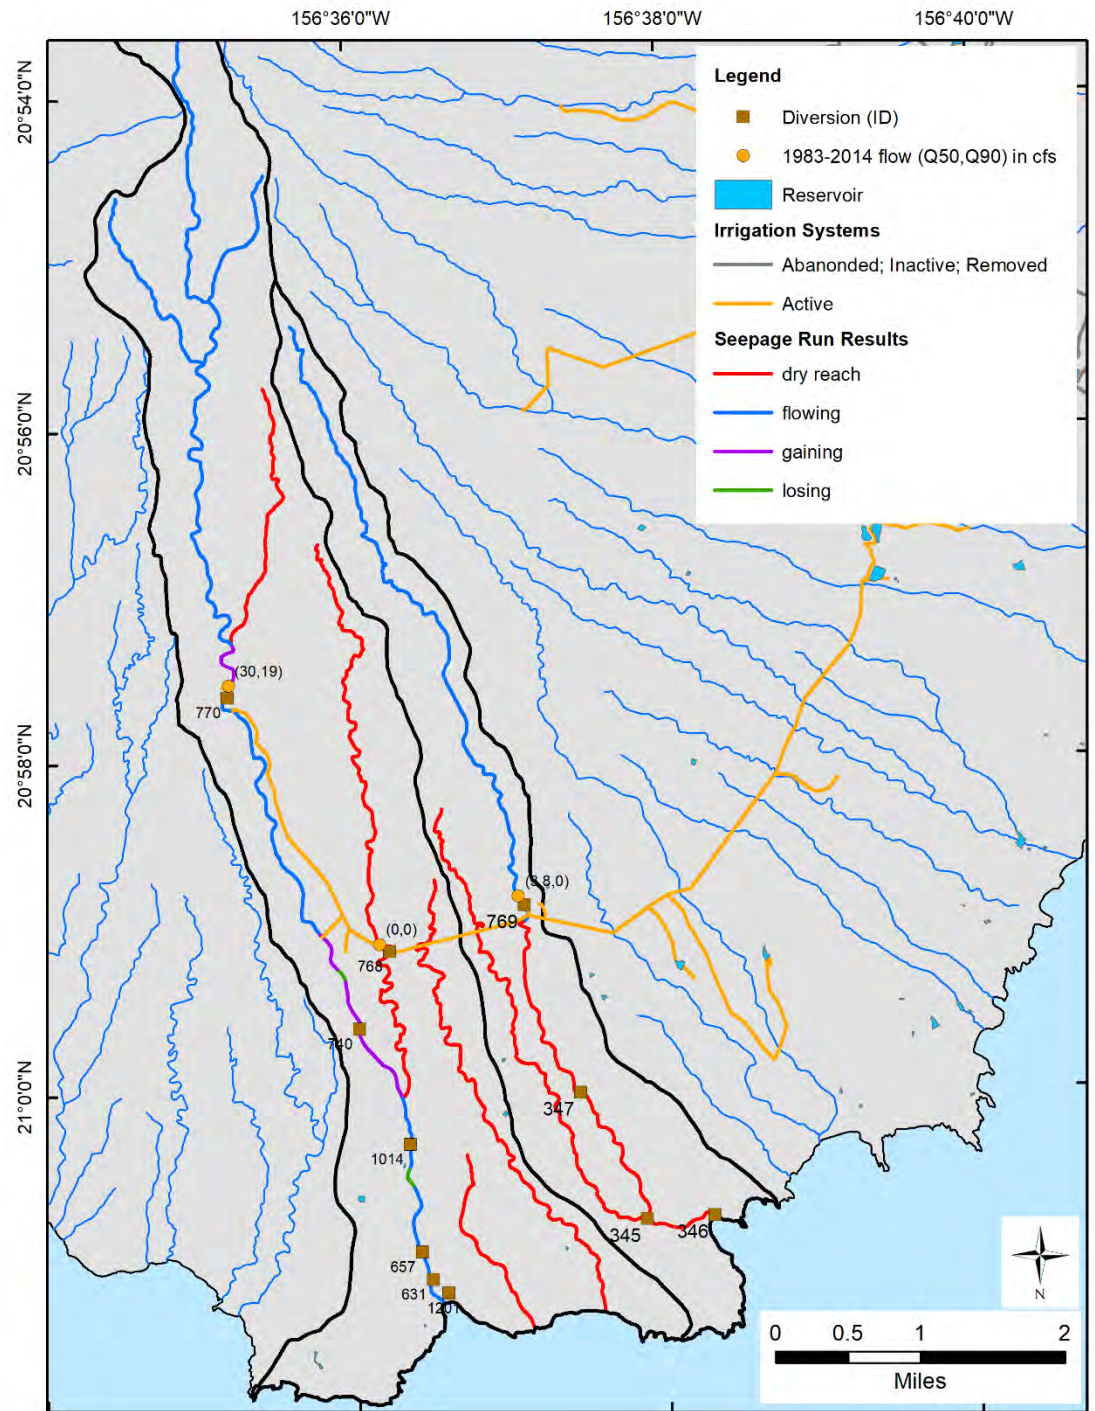 156°36'0"W 156°38'0"W 156°40'0"W
20°54'0"N
20°56'0"N
20°58'0"N
21°0'0"N
Legend
Diversion (ID)
1983-2014 flow (Q50,Q90) in cfs
Reservoir
Irrigation Systems
Abanonded; Inactive; Removed
Active
Seepage Run Results
dry reach
flowing
gaining
losing
(30,19)
770
(3.8,0)
769
(0,0)
768
740
347
1014
345
346
657
631
1201
N
0 0.5 1 2
Miles